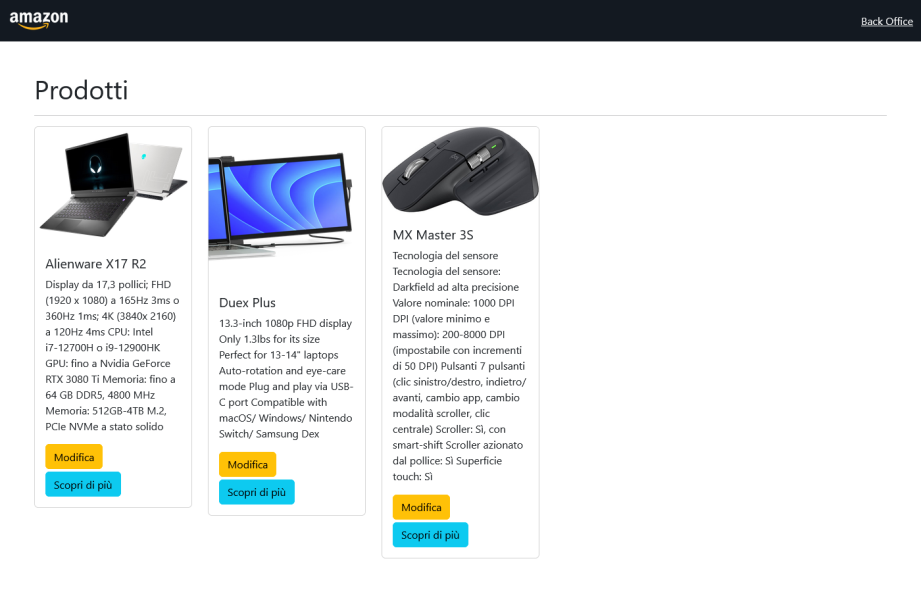 amazon
Back Office
Prodotti
Alienware X17 R2
Display da 17,3 pollici; FHD
(1920 x 1080) a 165Hz 3ms o
360Hz 1ms; 4K (3840x 2160)
a 120Hz 4ms CPU: Intel
i7-12700H o i9-12900HK
GPU: fino a Nvidia GeForce
RTX 3080 Ti Memoria: fino a
64 GB DDR5, 4800 MHz
Memoria: 512GB-4TB M.2,
PCIe NVMe a stato solido
Modifica
Scopri di più
Duex Plus
13.3-inch 1080p FHD display
Only 1.3lbs for its size
Perfect for 13-14" laptops
Auto-rotation and eye-care
mode Plug and play via USB-
C port Compatible with
macOS/ Windows/ Nintendo
Switch/ Samsung Dex
Modifica
Scopri di più
MX Master 3S
Tecnologia del sensore
Tecnologia del sensore:
Darkfield ad alta precisione
Valore nominale: 1000 DPI
DPI (valore minimo e
massimo): 200-8000 DPI
(impostabile con incrementi
di 50 DPI) Pulsanti 7 pulsanti
(clic sinistro/destro, indietro/
avanti, cambio app, cambio
modalità scroller, clic
centrale) Scroller: Sì, con
smart-shift Scroller azionato
dal pollice: Sì Superficie
touch: Sì
Modifica
Scopri di più